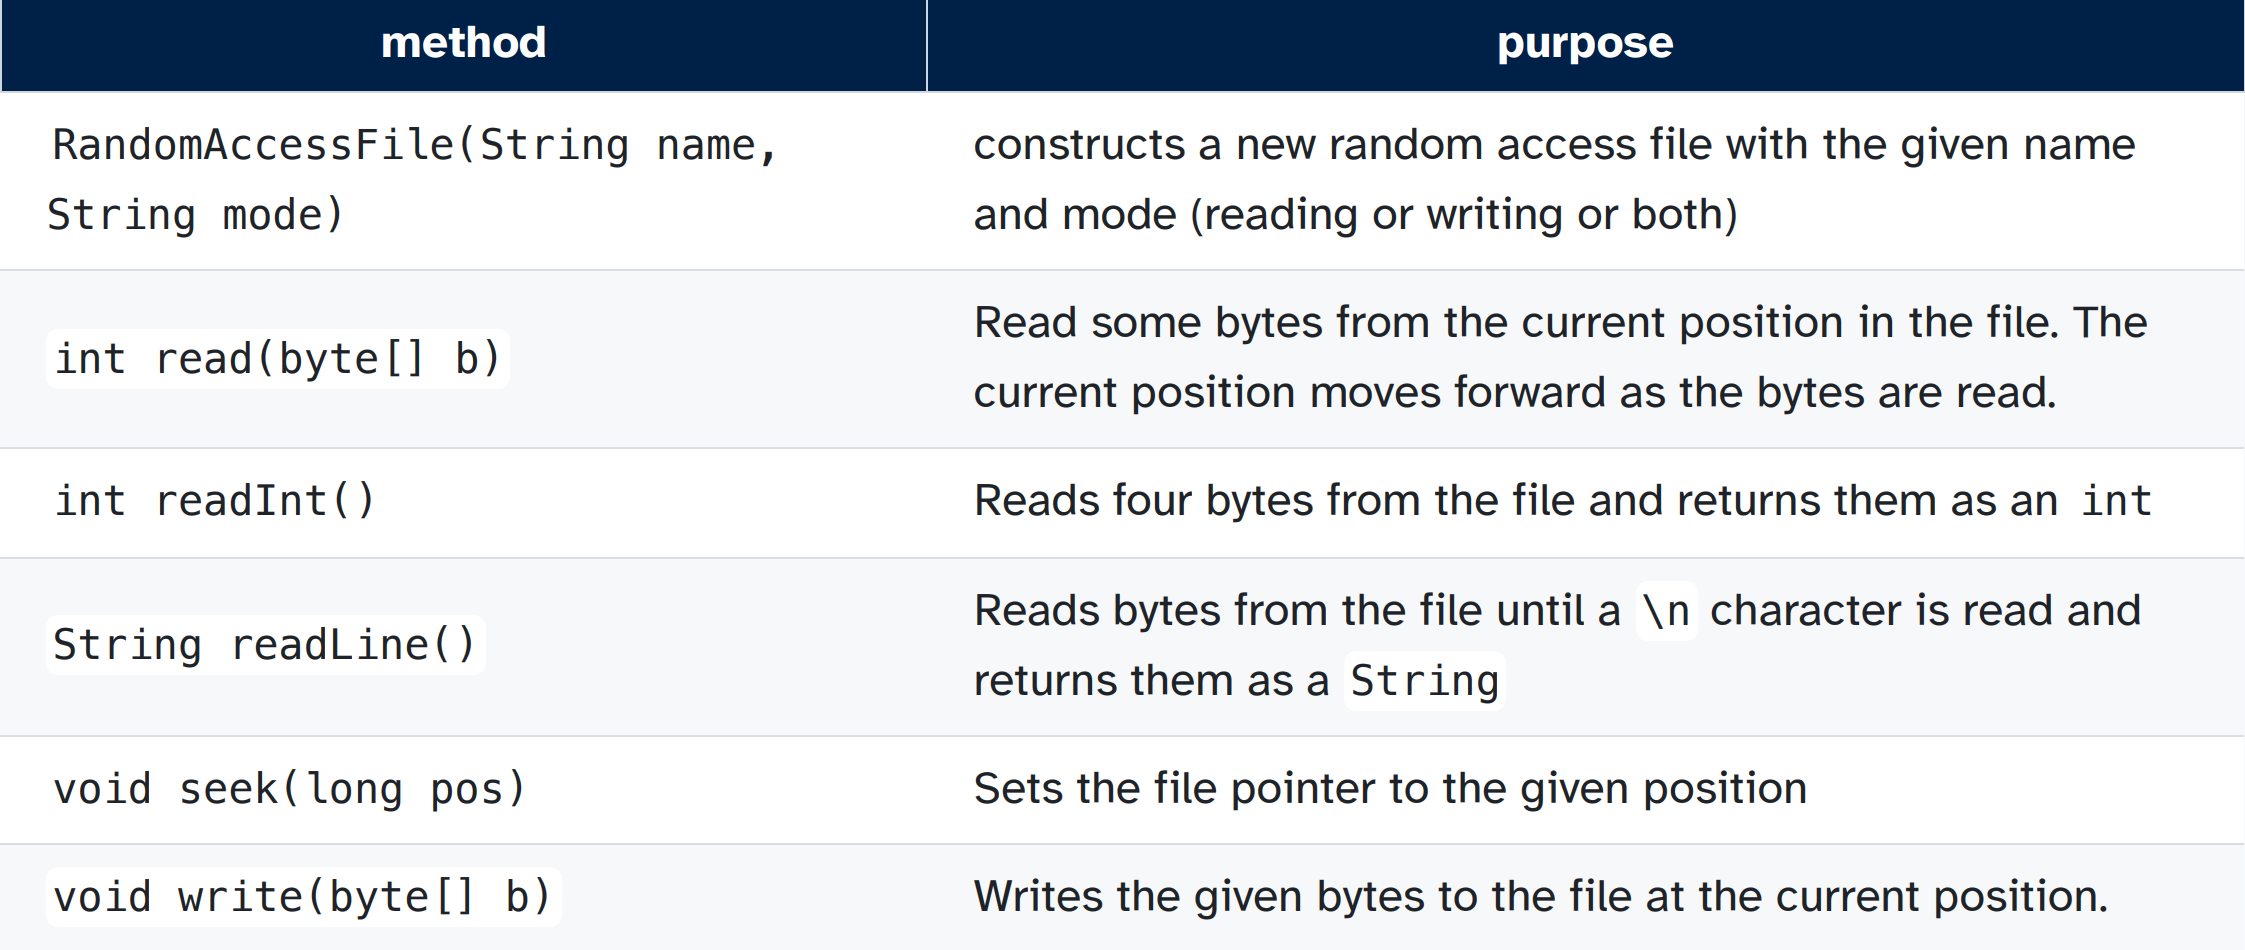 method purpose
RandomAccessFile(String name,
String mode)
constructs a new random access file with the given name
and mode (reading or writing or both)
int read(byte[] b)
Read some bytes from the current position in the file. The
current position moves forward as the bytes are read.
int readInt()
Reads four bytes from the file and returns them as an int
String readLine()
Reads bytes from the file until a \n character is read and
returns them as a String
void seek(long pos)
Sets the file pointer to the given position
void write(byte[] b)
Writes the given bytes to the file at the current position.